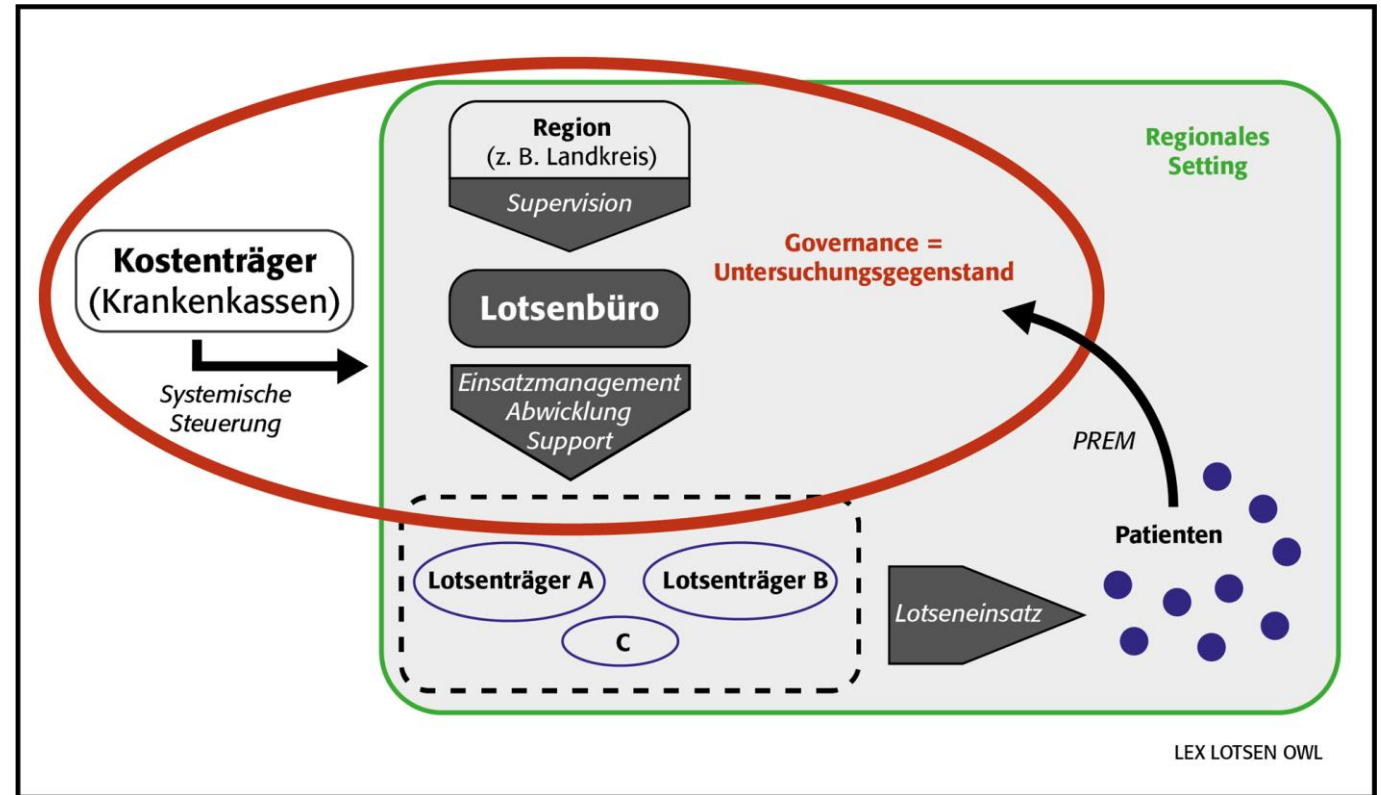 Region
(z. B. Landkreis)
Supervision
Regionales
Setting
Kostenträger
(Krankenkassen)
Governance =
Untersuchungsgegenstand
Lotsenbüro
Systemische
Steuerung
Einsatzmanagement
Abwicklung
Support
PREM
Patienten
Lotsenträger A
Lotsenträger B
C
Lotseneinsatz
LEX LOTSEN OWL